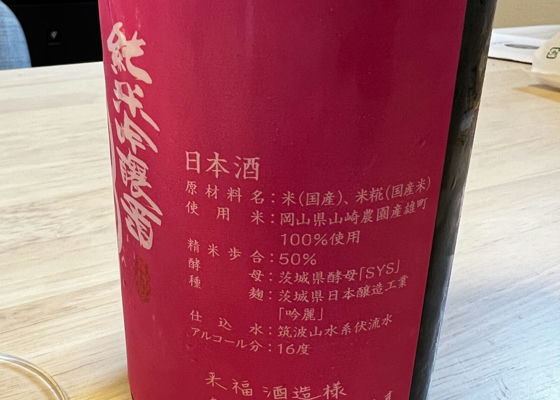 純米吟醸酒
日本酒
原材料名：米(国産)、米糀(国産米)
使用米：岡山県山崎農園産雄町
100%使用
精米歩合：50%
酵母：茨城県酵母「SYS」
種麹：茨城県日本醸造工業
「吟麗」
仕込水：筑波山水系伏流水
アルコール分：16度
来福酒造様